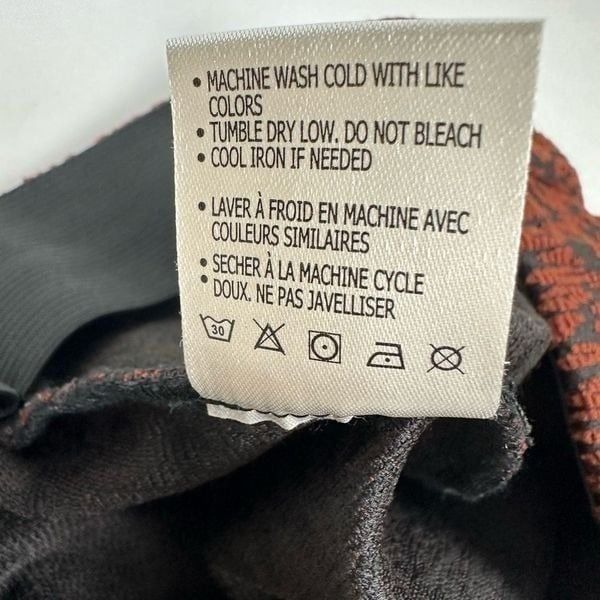 • MACHINE WASH COLD WITH LIKE
COLORS
• TUMBLE DRY LOW. DO NOT BLEACH
• COOL IRON IF NEEDED
• LAVER À FROID EN MACHINE AVEC
COULEURS SIMILAIRES
• SECHER À LA MACHINE CYCLE
• DOUX. NE PAS JAVELLISER
30